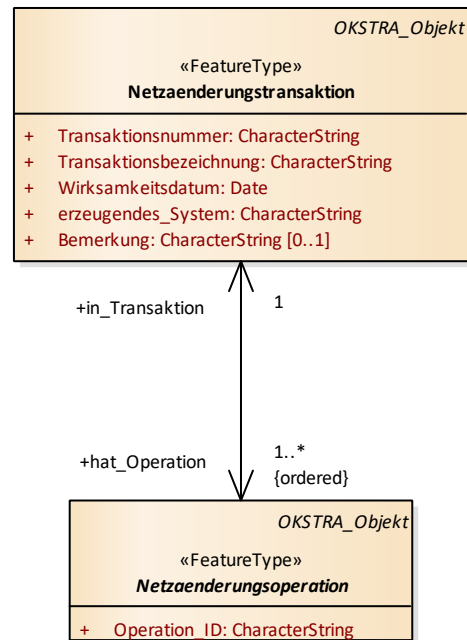 OKSTRA_Objekt
«FeatureType»
Netzaenderungstransaktion
+ Transaktionsnummer: CharacterString
+ Transaktionsbezeichnung: CharacterString
+ Wirksamkeitsdatum: Date
+ erzeugendes_System: CharacterString
+ Bemerkung: CharacterString [0..1]
+in_Transaktion 1
+hat_Operation 1..*
{ordered}
OKSTRA_Objekt
«FeatureType»
Netzaenderungsoperation
+ Operation_ID: CharacterString